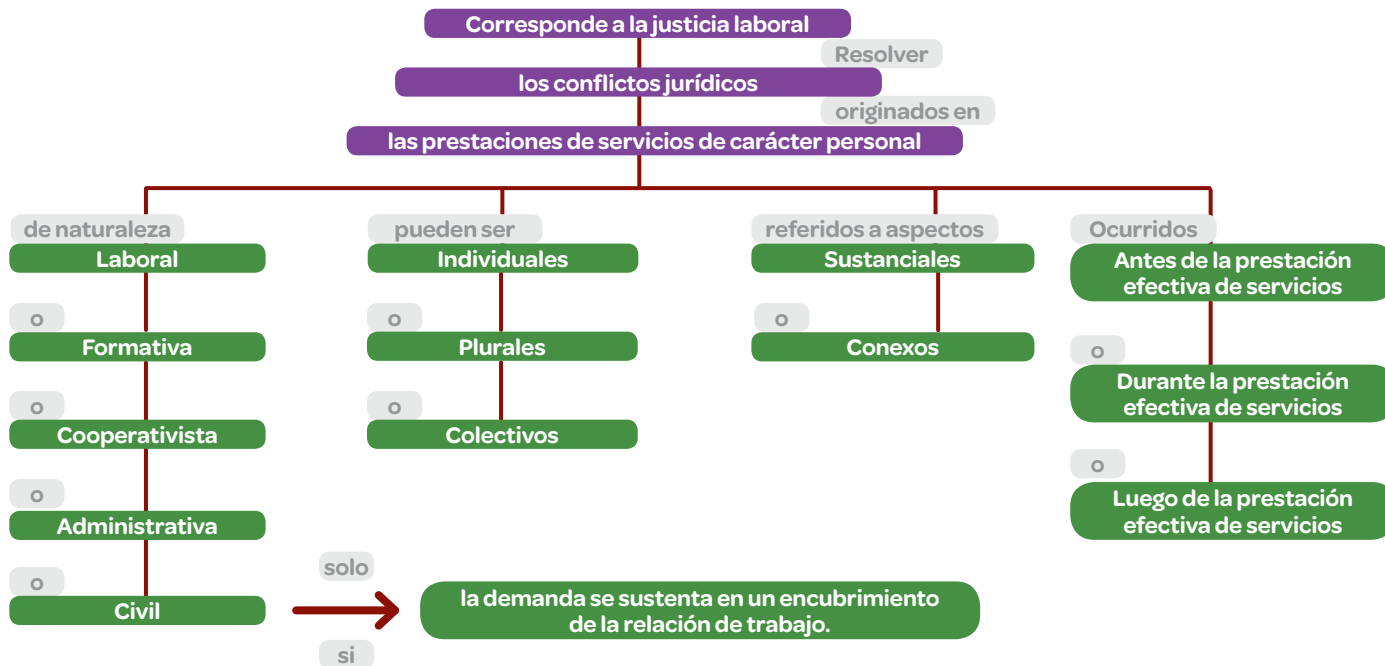 Corresponde a la justicia laboral
Resolver
los conflictos jurídicos
originados en
las prestaciones de servicios de carácter personal
de naturaleza
Laboral
o
Formativa
o
Cooperativista
o
Administrativa
o
Civil
solo
si
la demanda se sustenta en un encubrimiento
de la relación de trabajo.
pueden ser
Individuales
o
Plurales
o
Colectivos
referidos a aspectos
Sustanciales
o
Conexos
Ocurridos
Antes de la prestación
efectiva de servicios
o
Durante la prestación
efectiva de servicios
o
Luego de la prestación
efectiva de servicios